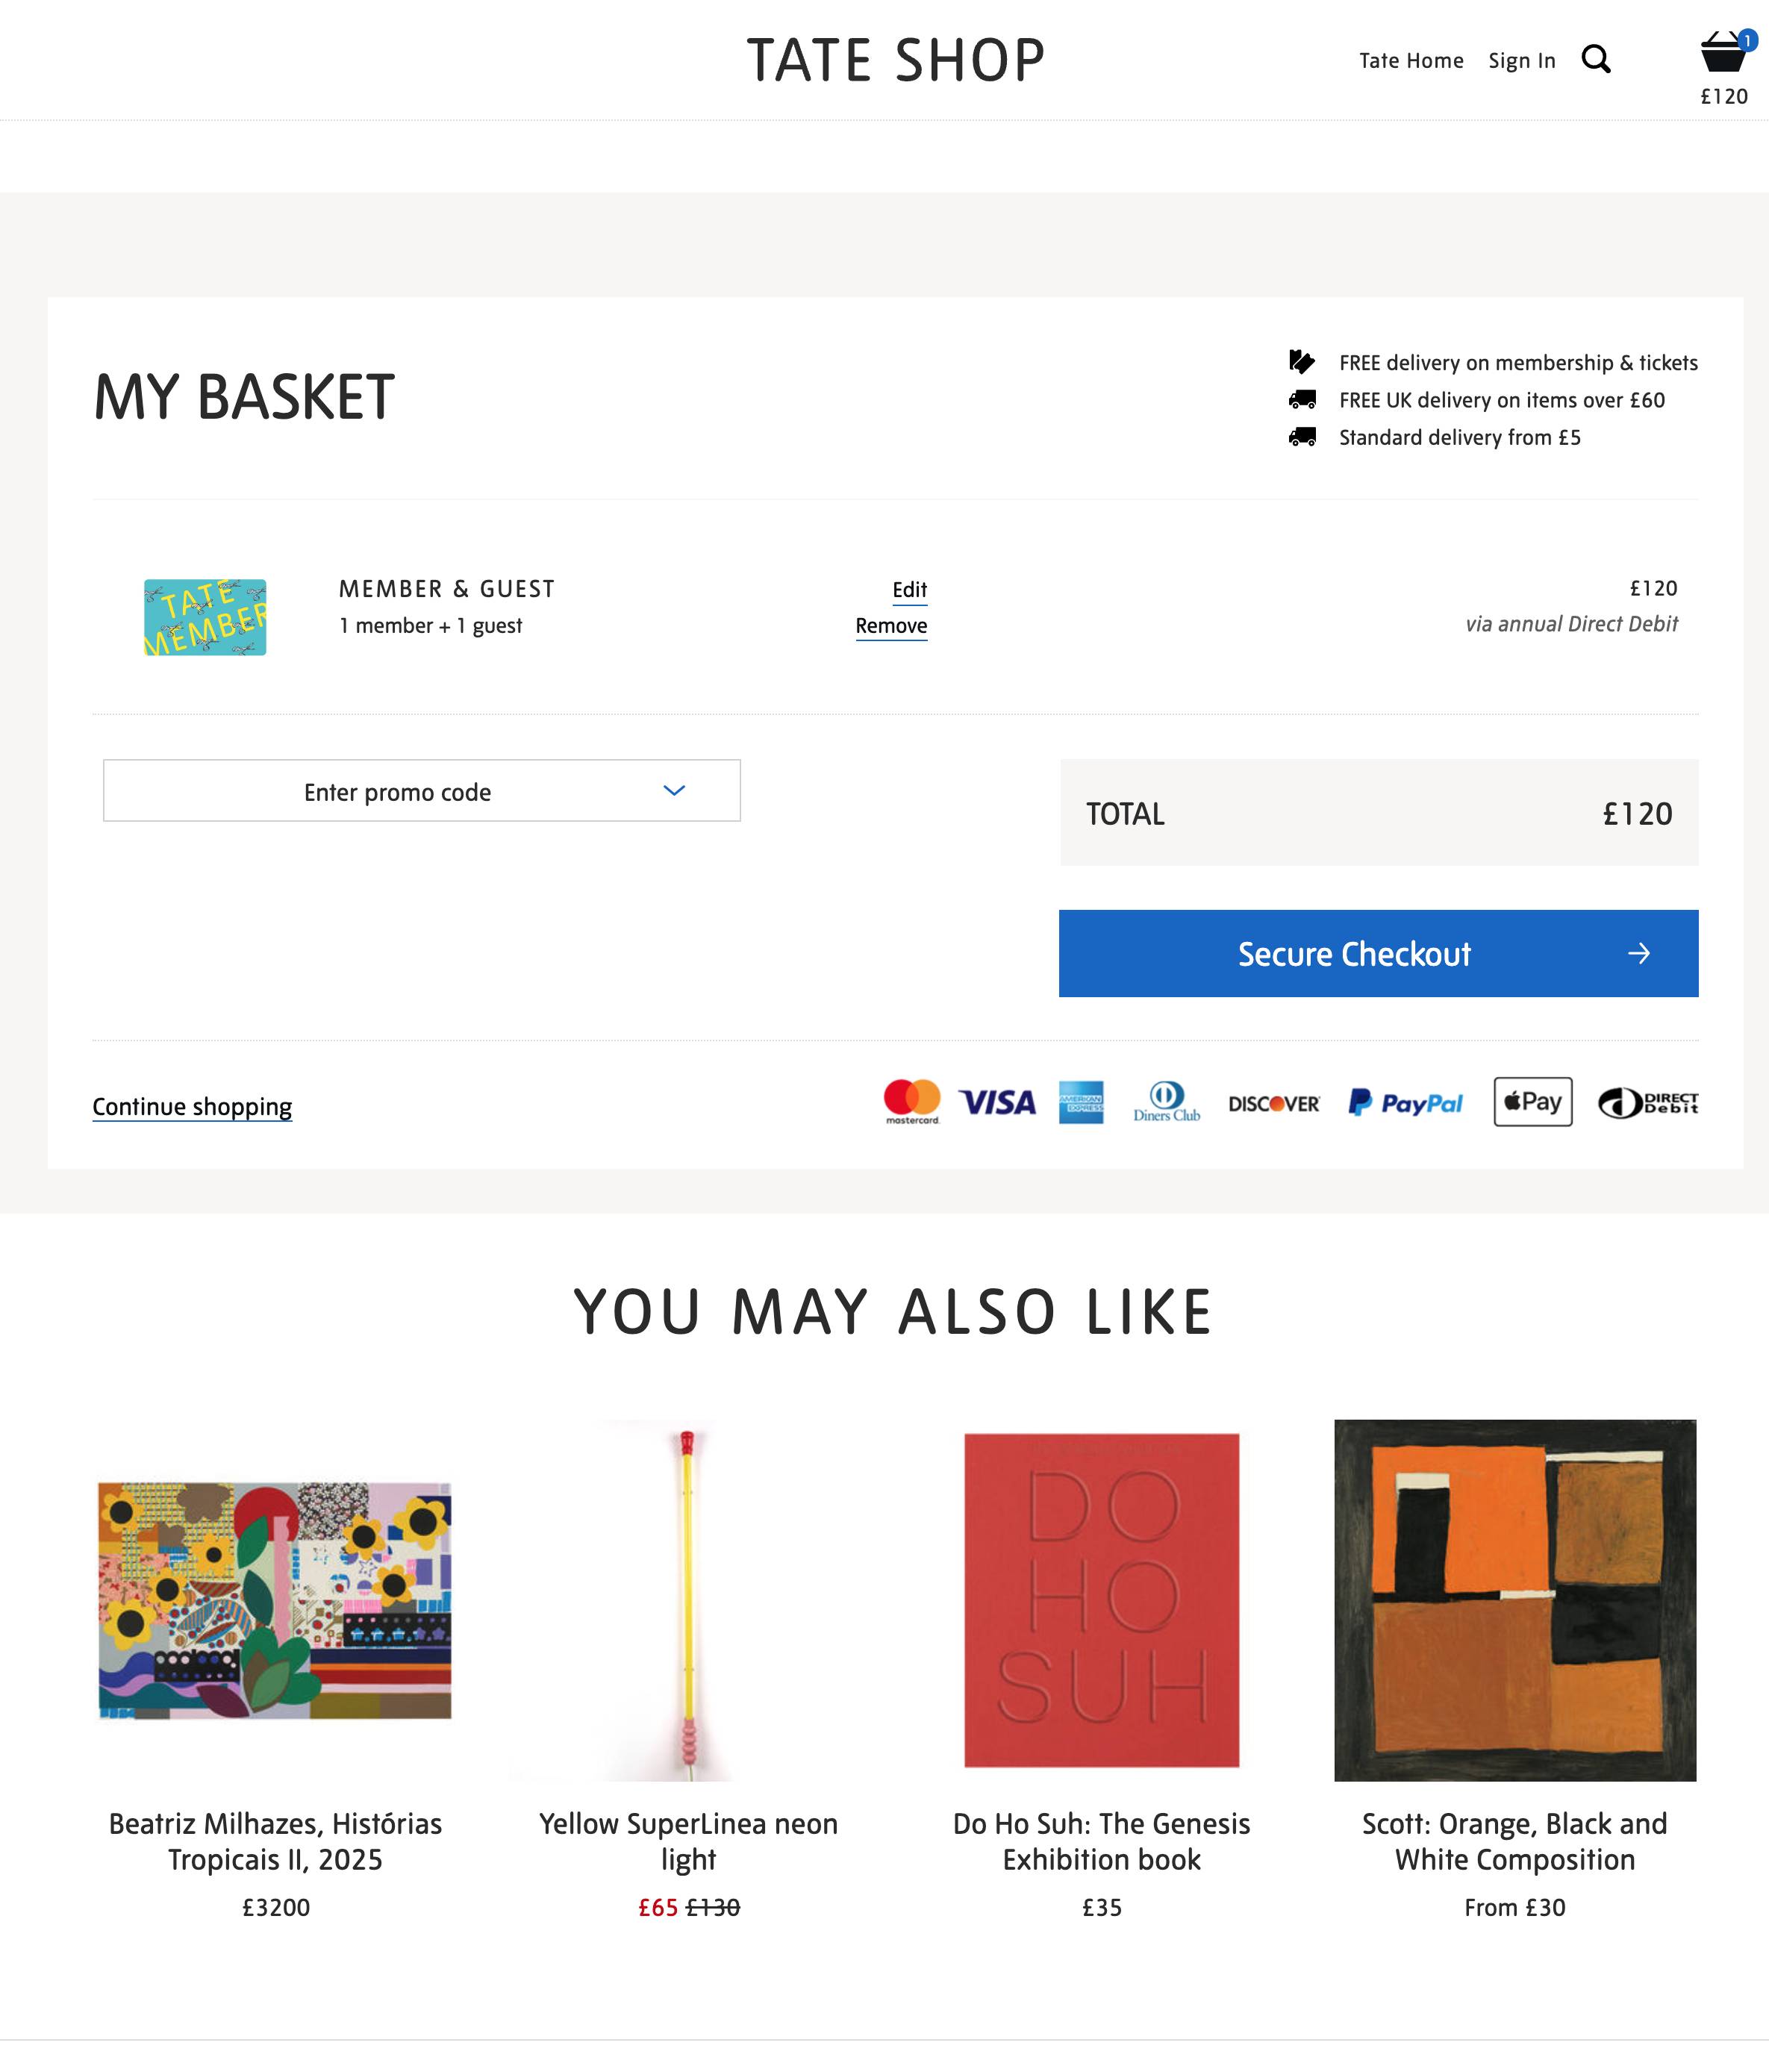 TATE SHOP
Tate Home
Sign In
1
£120
MY BASKET
FREE delivery on membership & tickets
FREE UK delivery on items over £60
Standard delivery from £5
TATE
MEMBER
MEMBER & GUEST
1 member + 1 guest
Edit
Remove
£120
via annual Direct Debit
Enter promo code
TOTAL £120
Secure Checkout
Continue shopping
mastercard.
VISA
AMERICAN
EXPRESS
Diners Club
DISCOVER
PayPal
Pay
DIRECT
Debit
YOU MAY ALSO LIKE
DO
HO
SUH
Beatriz Milhazes, Histórias
Tropicais II, 2025
£3200
Yellow SuperLinea neon
light
£65 £130
Do Ho Suh: The Genesis
Exhibition book
£35
Scott: Orange, Black and
White Composition
From £30